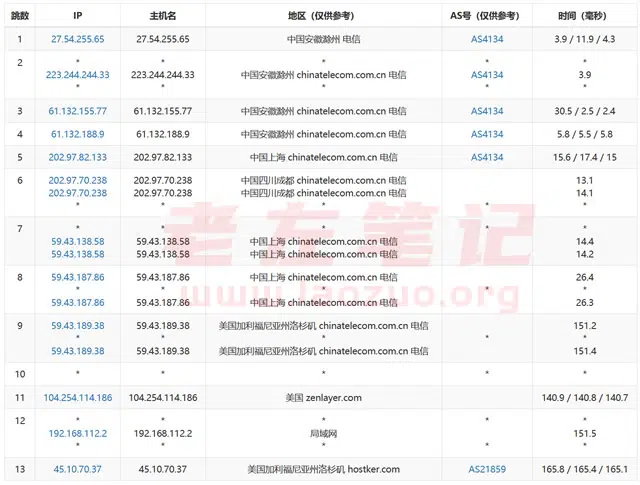 跳数 IP 主机名 地区（仅供参考） AS号（仅供参考） 时间（毫秒）
1 27.54.255.65 27.54.255.65 中国安徽滁州 电信 AS4134 3.9 / 11.9 / 4.3
2 * * * * *
223.244.244.33 223.244.244.33 中国安徽滁州 chinatelecom.com.cn 电信 AS4134 3.9
* * * * *
3 61.132.155.77 61.132.155.77 中国安徽滁州 chinatelecom.com.cn 电信 AS4134 30.5 / 2.5 / 2.4
4 61.132.188.9 61.132.188.9 中国安徽滁州 chinatelecom.com.cn 电信 AS4134 5.8 / 5.5 / 5.8
5 202.97.82.133 202.97.82.133 中国上海 chinatelecom.com.cn 电信 AS4134 15.6 / 17.4 / 15
6 202.97.70.238 202.97.70.238 中国四川成都 chinatelecom.com.cn 电信 13.1
202.97.70.238 202.97.70.238 中国四川成都 chinatelecom.com.cn 电信 14.1
* * * * *
7 * * * * *
59.43.138.58 59.43.138.58 中国上海 chinatelecom.com.cn 电信 14.4
59.43.138.58 59.43.138.58 中国上海 chinatelecom.com.cn 电信 14.2
8 59.43.187.86 59.43.187.86 中国上海 chinatelecom.com.cn 电信 26.4
* * * * *
59.43.187.86 59.43.187.86 中国上海 chinatelecom.com.cn 电信 26.3
9 59.43.189.38 59.43.189.38 美国加利福尼亚州洛杉矶 chinatelecom.com.cn 电信 151.2
* * * * *
59.43.189.38 59.43.189.38 美国加利福尼亚州洛杉矶 chinatelecom.com.cn 电信 151.4
10 * * * * *
11 104.254.114.186 104.254.114.186 美国 zenlayer.com 140.9 / 140.8 / 140.7
12 * * * * *
192.168.112.2 192.168.112.2 局域网 151.5
* * * * *
13 45.10.70.37 45.10.70.37 美国加利福尼亚州洛杉矶 hostker.com AS21859 165.8 / 165.4 / 165.1
老左笔记
www.laozuo.org